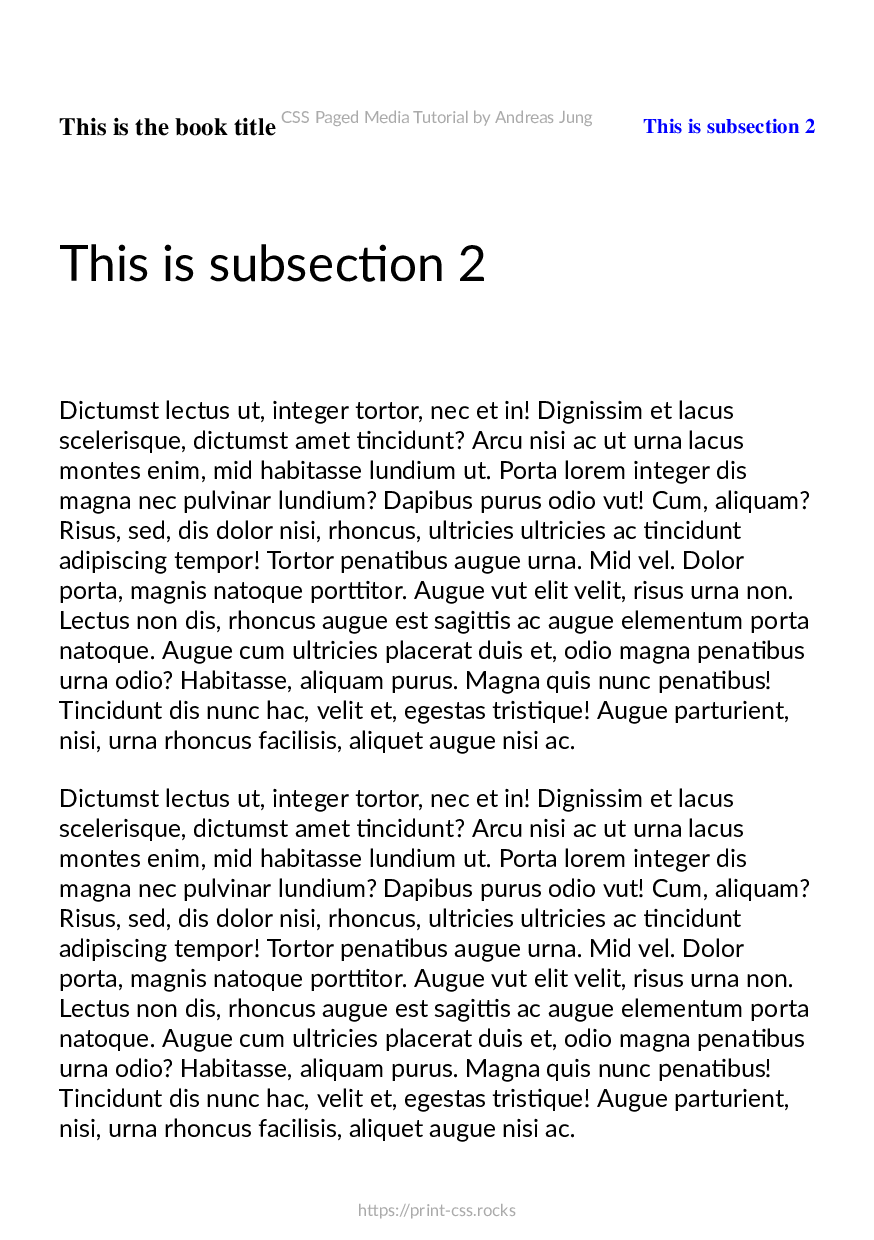 This is the book title CSS Paged Media Tutorial by Andreas Jung This is subsection 2
This is subsection 2
Dictumst lectus ut, integer tortor, nec et in! Dignissim et lacus
scelerisque, dictumst amet tincidunt? Arcu nisi ac ut urna lacus
montes enim, mid habitasse lundium ut. Porta lorem integer dis
magna nec pulvinar lundium? Dapibus purus odio vut! Cum, aliquam?
Risus, sed, dis dolor nisi, rhoncus, ultricies ultricies ac tincidunt
adipiscing tempor! Tortor penatibus augue urna. Mid vel. Dolor
porta, magnis natoque porttitor. Augue vut elit velit, risus urna non.
Lectus non dis, rhoncus augue est sagittis ac augue elementum porta
natoque. Augue cum ultricies placerat duis et, odio magna penatibus
urna odio? Habitasse, aliquam purus. Magna quis nunc penatibus!
Tincidunt dis nunc hac, velit et, egestas tristique! Augue parturient,
nisi, urna rhoncus facilisis, aliquet augue nisi ac.
Dictumst lectus ut, integer tortor, nec et in! Dignissim et lacus
scelerisque, dictumst amet tincidunt? Arcu nisi ac ut urna lacus
montes enim, mid habitasse lundium ut. Porta lorem integer dis
magna nec pulvinar lundium? Dapibus purus odio vut! Cum, aliquam?
Risus, sed, dis dolor nisi, rhoncus, ultricies ultricies ac tincidunt
adipiscing tempor! Tortor penatibus augue urna. Mid vel. Dolor
porta, magnis natoque porttitor. Augue vut elit velit, risus urna non.
Lectus non dis, rhoncus augue est sagittis ac augue elementum porta
natoque. Augue cum ultricies placerat duis et, odio magna penatibus
urna odio? Habitasse, aliquam purus. Magna quis nunc penatibus!
Tincidunt dis nunc hac, velit et, egestas tristique! Augue parturient,
nisi, urna rhoncus facilisis, aliquet augue nisi ac.
https://print-css.rocks